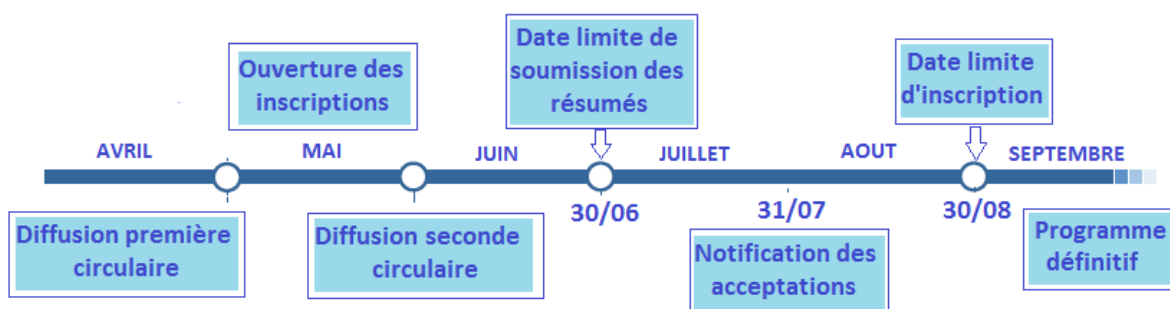 Ouverture des
inscriptions
Date limite de
soumission des
résumés
Date limite
d'inscription
AVRIL
MAI
JUIN
JUILLET
AOUT
SEPTEMBRE
30/06
31/07
30/08
Diffusion première
circulaire
Diffusion seconde
circulaire
Notification des
acceptations
Programme
définitif